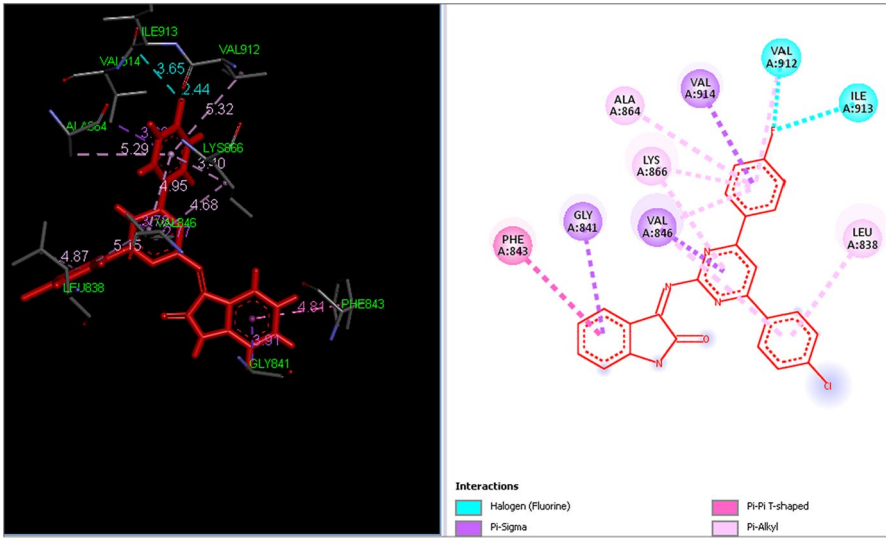 ILE913
VAL914
VAL912
3.65
2.44
5.32
ALA864
5.29
LYS866
3.40
4.95
4.68
VAL846
5.15
4.87
LEU838
4.81
PHE843
3.91
GLY841
VAL
A:912
VAL
A:914
ILE
A:913
ALA
A:864
LYS
A:866
GLY
A:841
VAL
A:846
PHE
A:843
LEU
A:838
F
N
N
N
N
O
Cl
Interactions
Halogen (Fluorine)
Pi-Sigma
Pi-Pi T-shaped
Pi-Alkyl